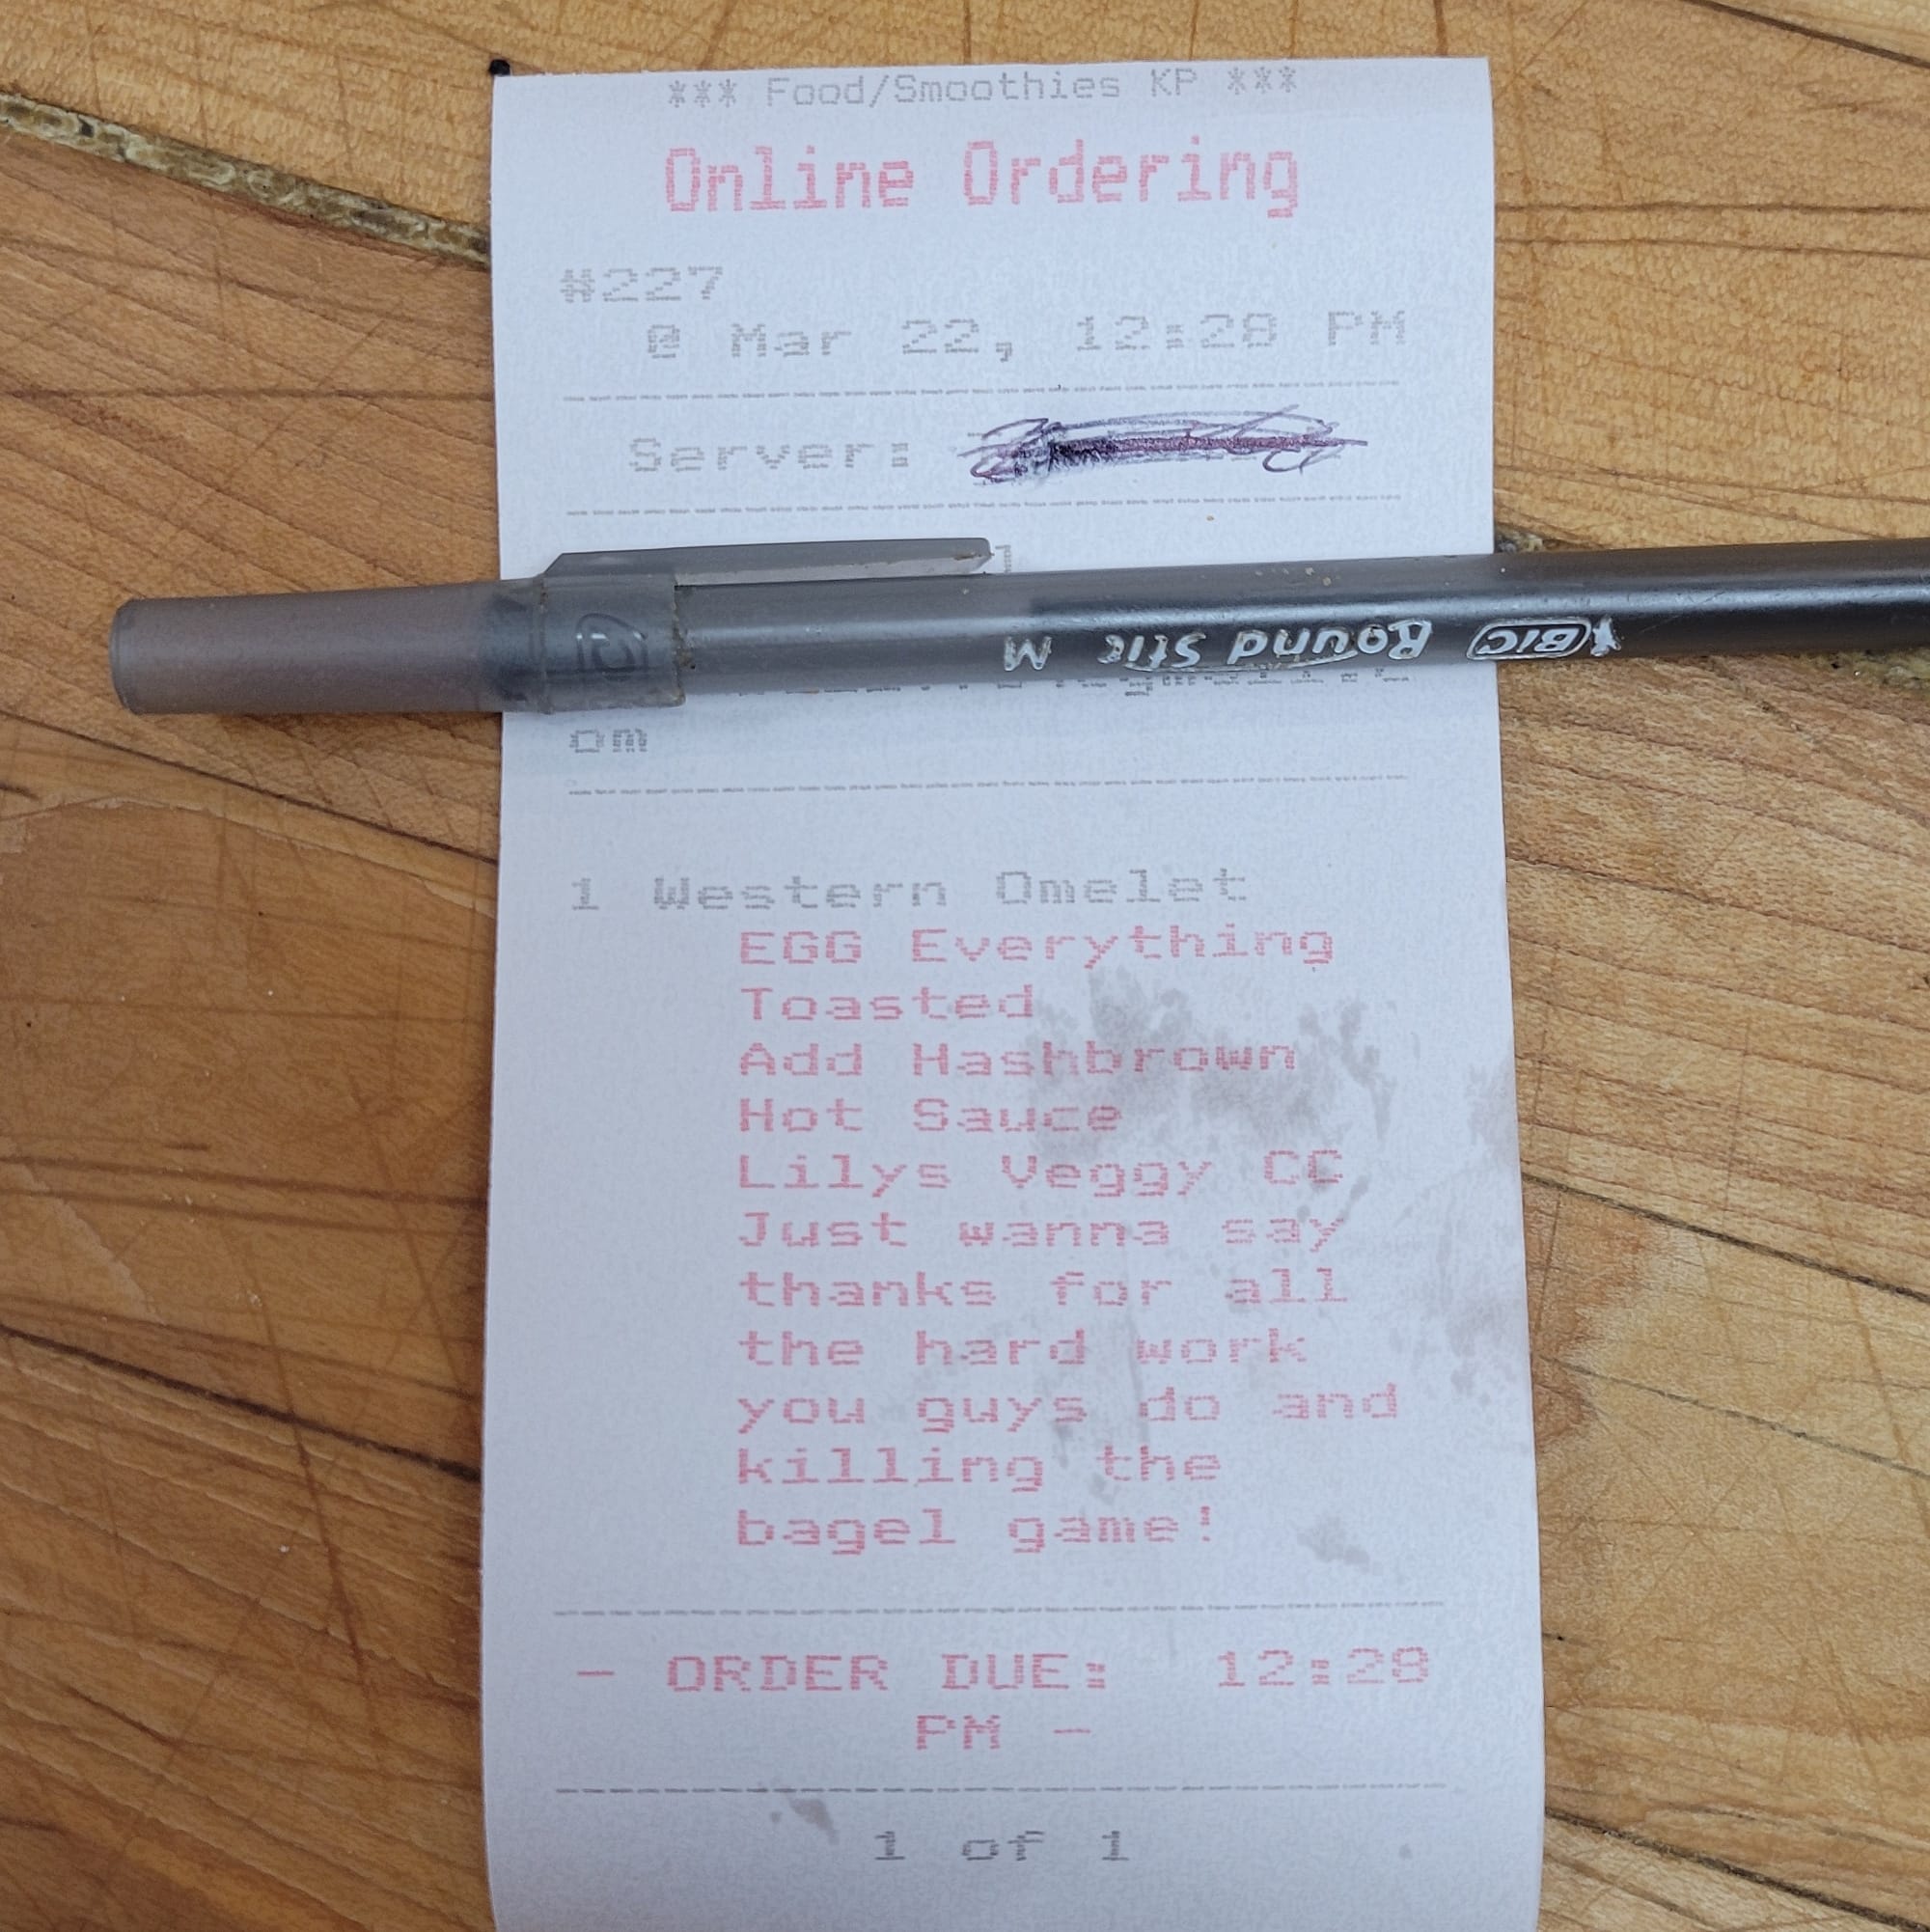 *** Food/Smoothies KP ***
Online Ordering
#227
@ Mar 22, 12:28 PM
Server:
BIC Round Stic M
pm
1 Western Omelet
EGG Everything
Toasted
Add Hashbrown
Hot Sauce
Lilys Veggy CC
Just wanna say
thanks for all
the hard work
you guys do and
killing the
bagel game!
- ORDER DUE: 12:28
PM -
1 of 1